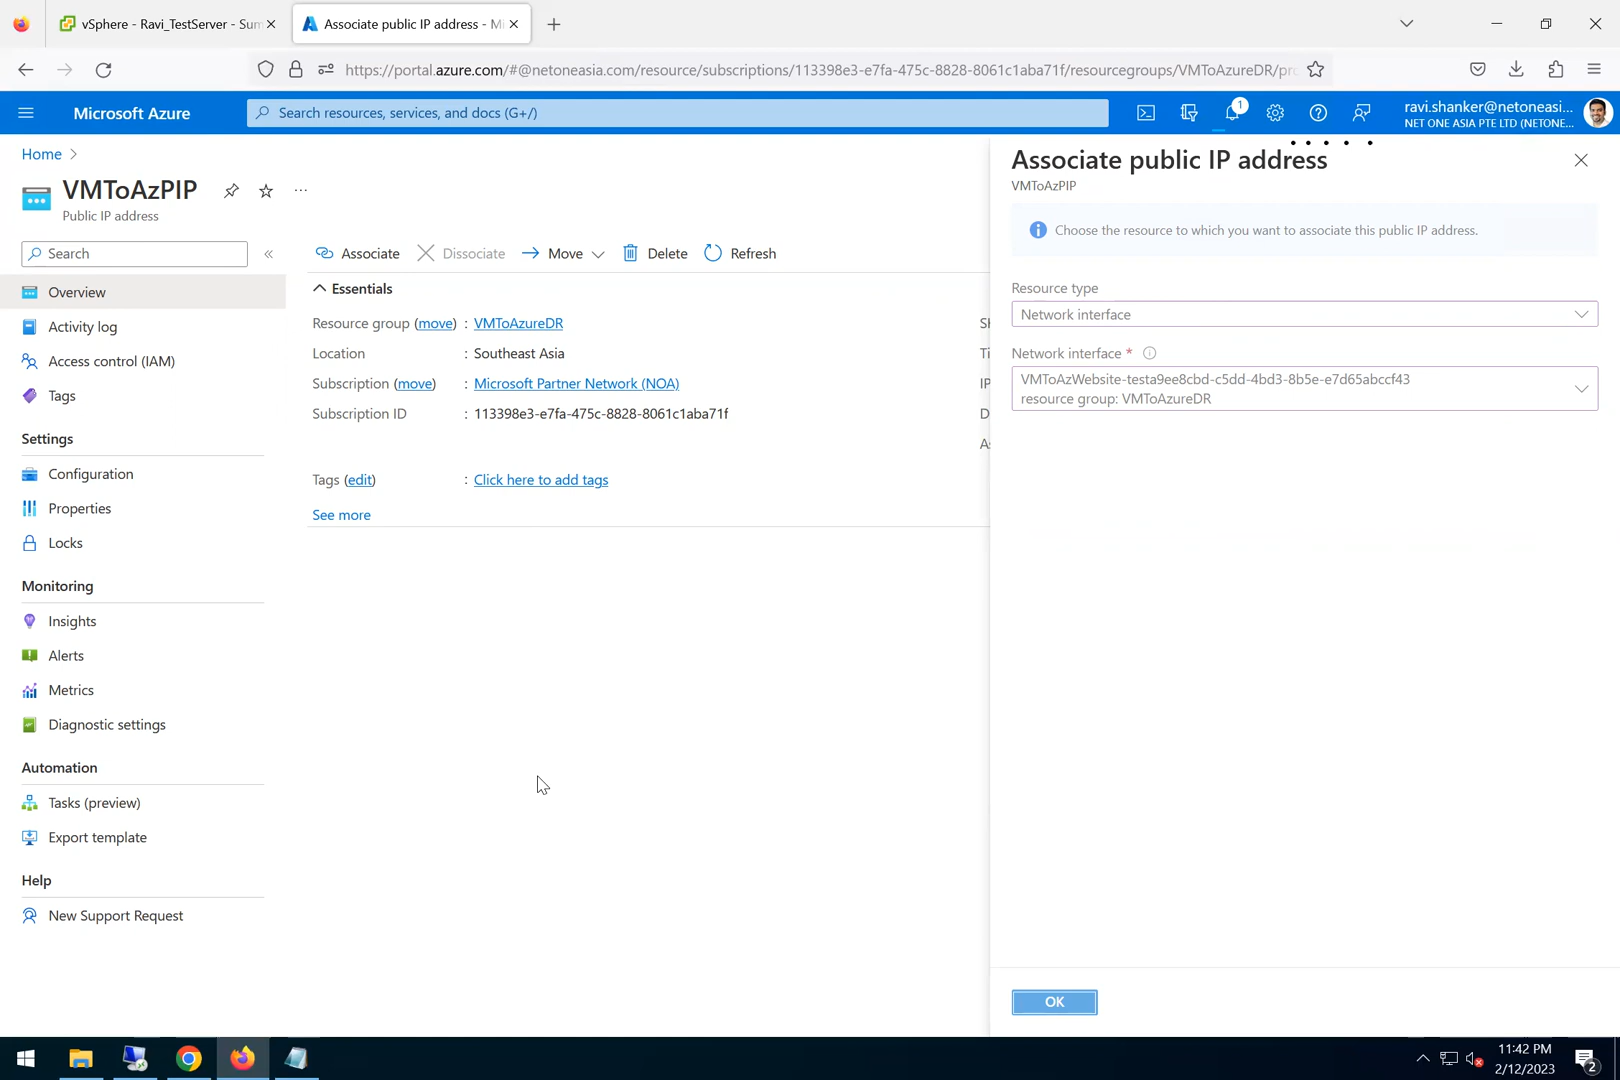 vSphere - Ravi_TestServer - Sum
Associate public IP address - M
https://portal.azure.com/#@netoneasia.com/resource/subscriptions/113398e3-e7fa-475c-8828-8061c1aba71f/resourcegroups/VMToAzureDR/pro
Microsoft Azure
Search resources, services, and docs (G+/)
1
ravi.shanker@netoneasi...
NET ONE ASIA PTE LTD (NETONE...
Home
VMToAzPIP
Public IP address
Search
Overview
Activity log
Access control (IAM)
Tags
Settings
Configuration
Properties
Locks
Monitoring
Insights
Alerts
Metrics
Diagnostic settings
Automation
Tasks (preview)
Export template
Help
New Support Request
Associate
Dissociate
Move
Delete
Refresh
Essentials
Resource group (move) : VMToAzureDR
Location : Southeast Asia
Subscription (move) : Microsoft Partner Network (NOA)
Subscription ID : 113398e3-e7fa-475c-8828-8061c1aba71f
Tags (edit) : Click here to add tags
See more
Associate public IP address
VMToAzPIP
Choose the resource to which you want to associate this public IP address.
Resource type
Network interface
Network interface *
VMToAzWebsite-testa9ee8cbd-c5dd-4bd3-8b5e-e7d65abccf43
resource group: VMToAzureDR
OK
11:42 PM
2/12/2023
2